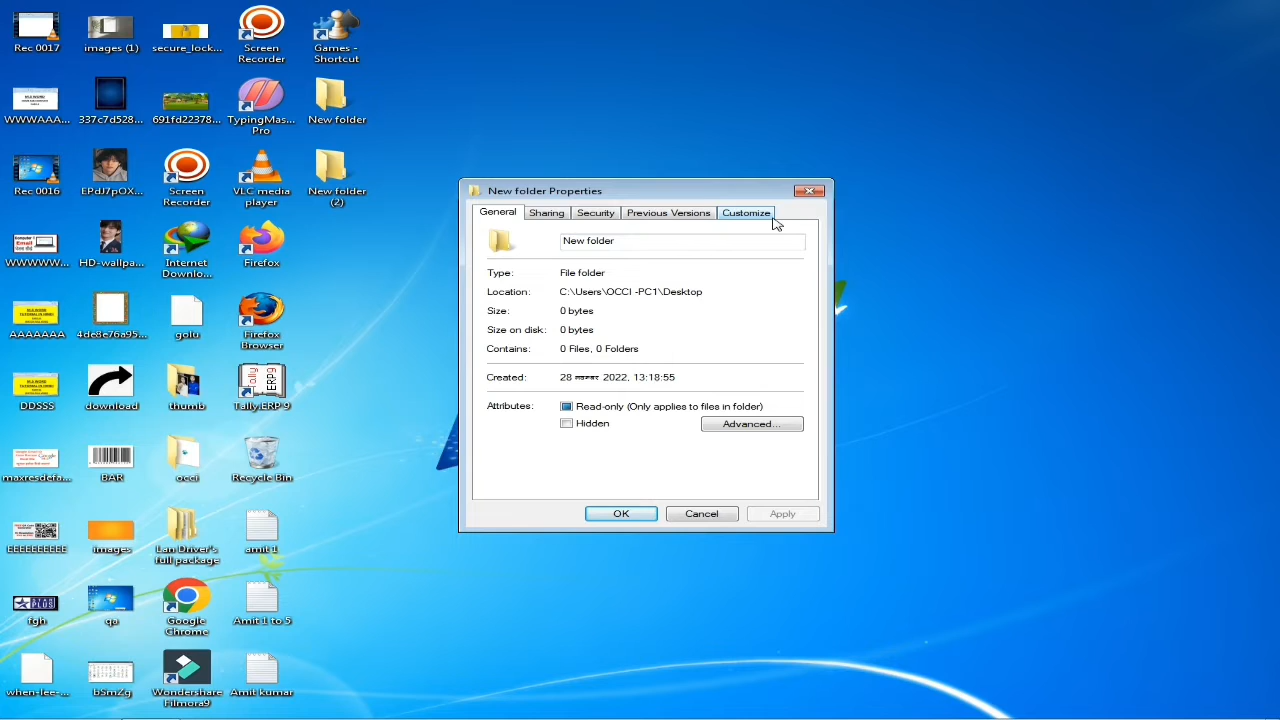 Rec 0017
images (1)
secure_lock...
Screen
Recorder
Games -
Shortcut
WWWAAA...
337c7d528...
691fd22378...
TypingMas...
Pro
New folder
Rec 0016
EPdJ7pOX...
Screen
Recorder
VLC media
player
New folder
(2)
WWWWW...
HD-wallpa...
Internet
Downlo...
Firefox
AAAAAAA
4de8e76a95...
golu
Firefox
Browser
DDSSS
download
thumb
Tally.ERP 9
maxresdefa...
BAR
occi
Recycle Bin
EEEEEEEEEE
images
Lan Driver's
full package
amit 1
fgh
qa
Google
Chrome
Amit 1 to 5
when-lee-...
bSmZg
Wondershare
Filmora9
Amit kumar
New folder Properties
General Sharing Security Previous Versions Customize
New folder
Type: File folder
Location: C:\Users\OCCI -PC1\Desktop
Size: 0 bytes
Size on disk: 0 bytes
Contains: 0 Files, 0 Folders
Created: 28 नवम्बर 2022, 13:18:55
Attributes: Read-only (Only applies to files in folder)
Hidden
Advanced...
OK Cancel Apply